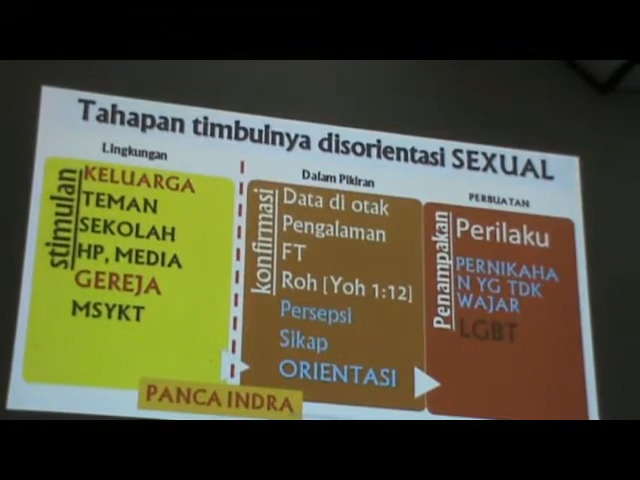 Tahapan timbulnya disorientasi SEXUAL
Lingkungan
stimulan
KELUARGA
TEMAN
SEKOLAH
HP, MEDIA
GEREJA
MSYKT
PANCA INDRA
Dalam Pikiran
konfirmasi
Data di otak
Pengalaman
FT
Roh [Yoh 1:12]
Persepsi
Sikap
ORIENTASI
PERBUATAN
Penampakan
Perilaku
PERNIKAHA
N YG TDK
WAJAR
LGBT